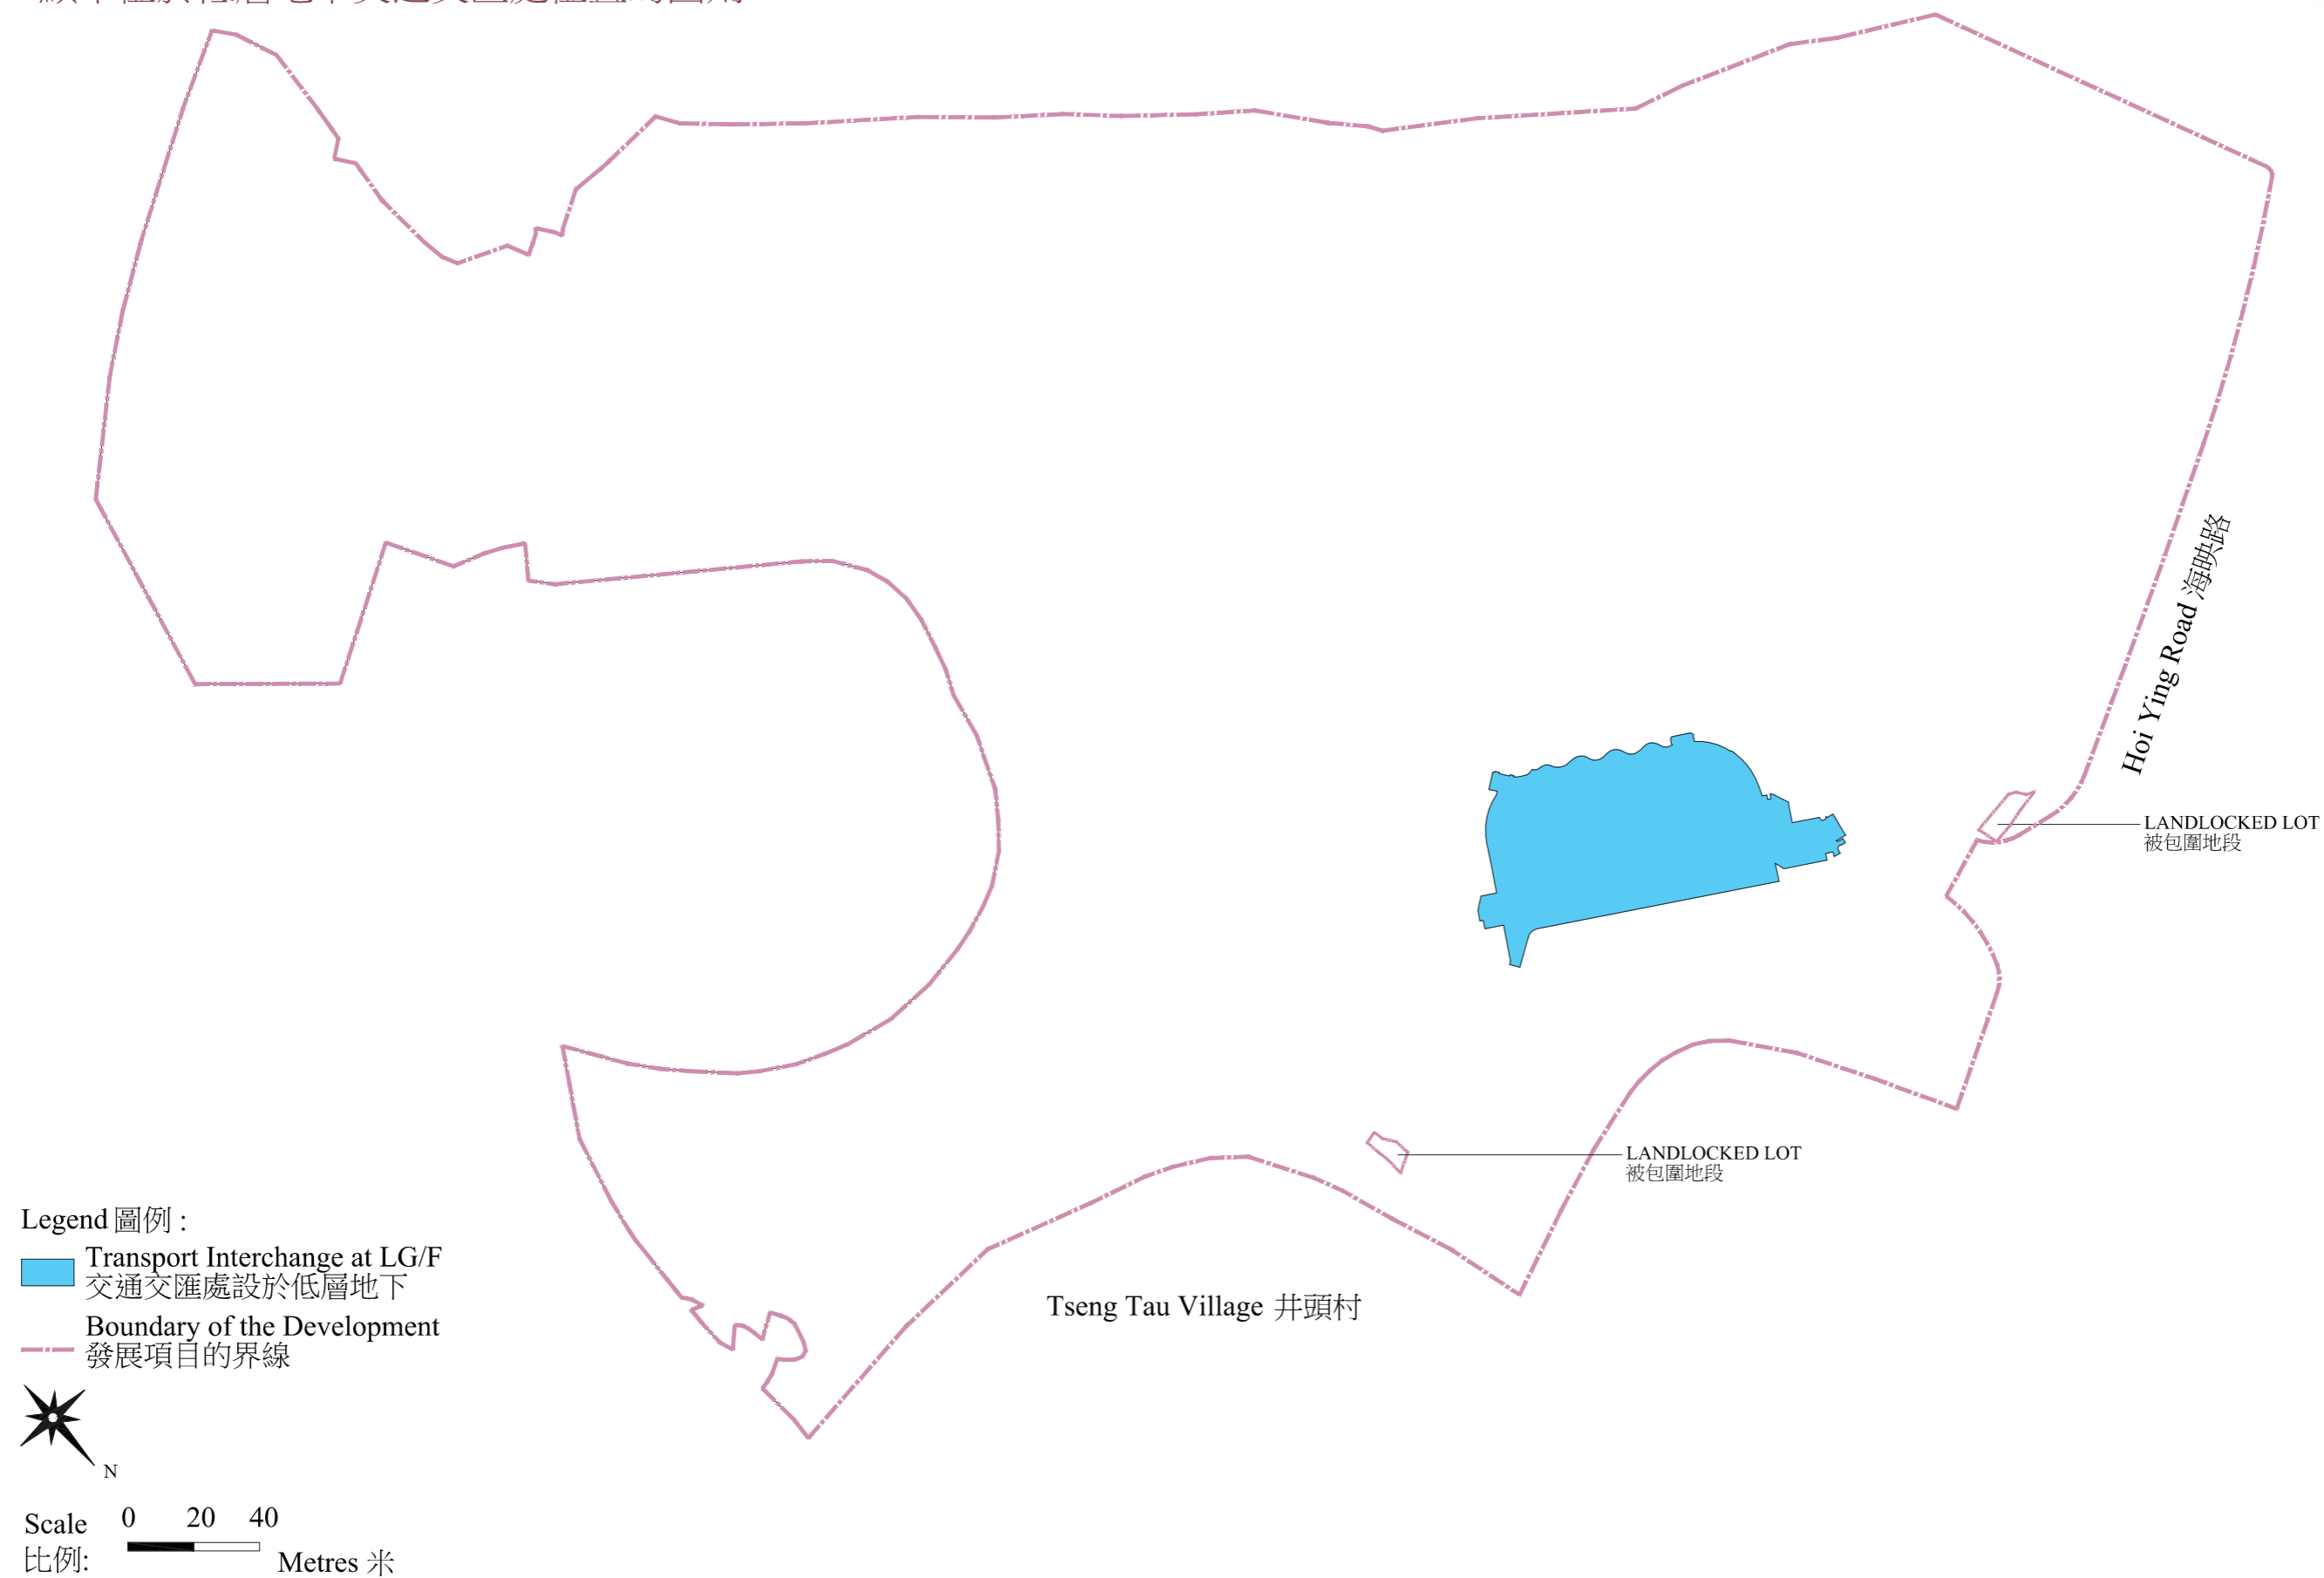 Hoi Ying Road 海映路
LANDLOCKED LOT
被包圍地段
LANDLOCKED LOT
被包圍地段
Tseng Tau Village 井頭村
Legend 圖例 :
Transport Interchange at LG/F
交通交匯處設於低層地下
Boundary of the Development
發展項目的界線
N
Scale 0 20 40
比例: Metres 米